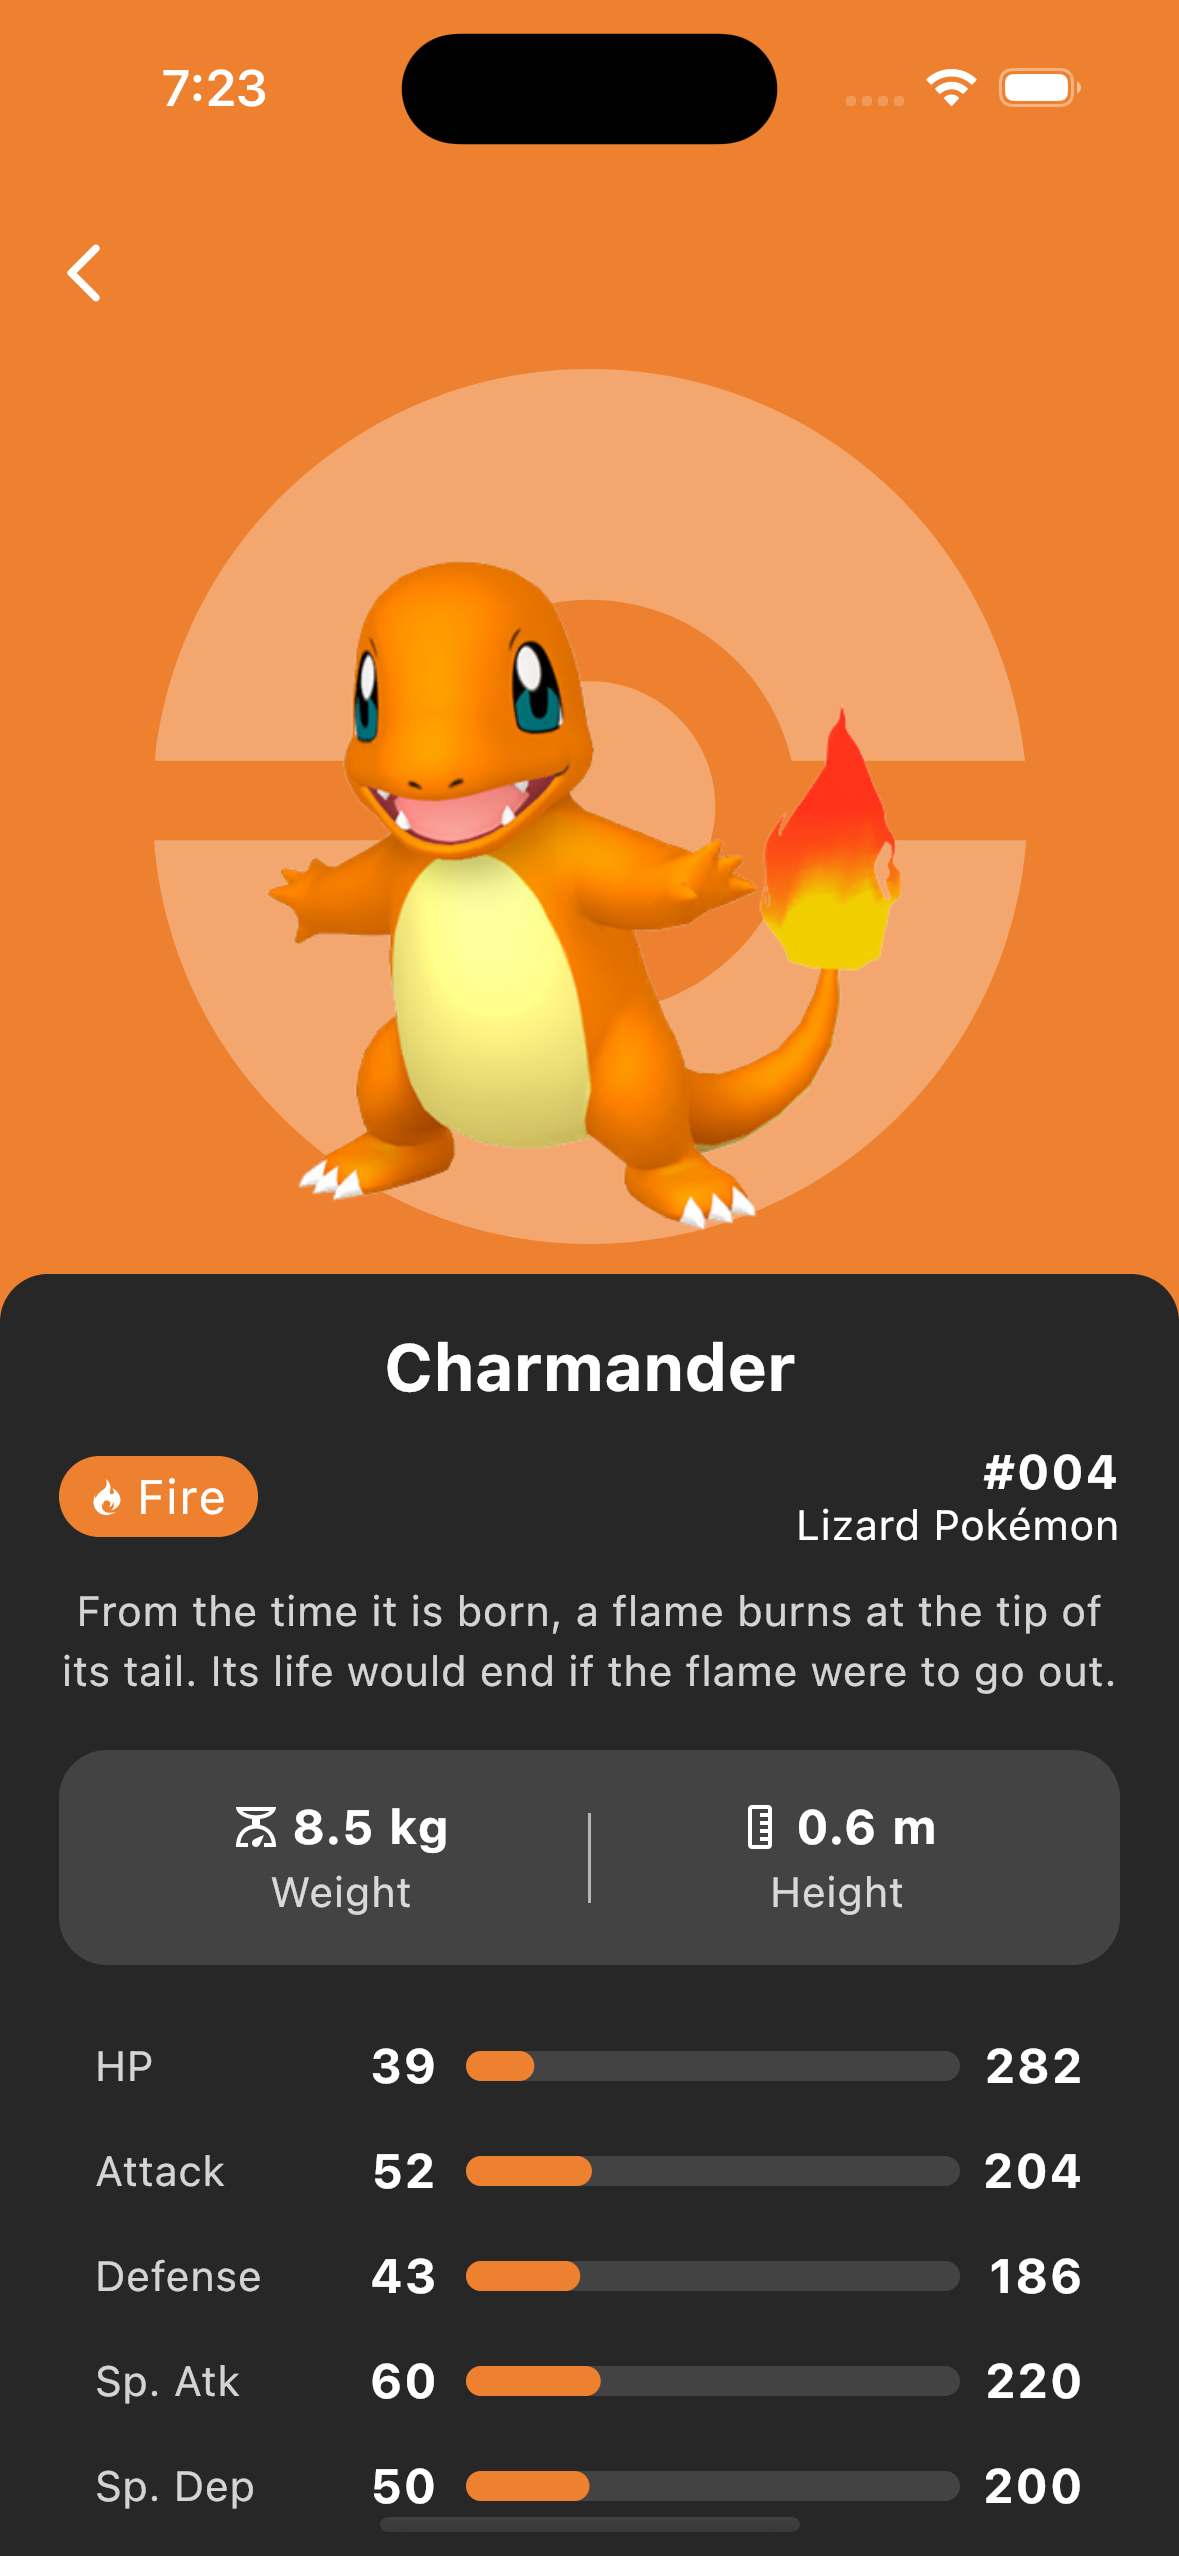 7:23
Charmander
Fire
#004
Lizard Pokémon
From the time it is born, a flame burns at the tip of
its tail. Its life would end if the flame were to go out.
8.5 kg
Weight
0.6 m
Height
HP 39 282
Attack 52 204
Defense 43 186
Sp. Atk 60 220
Sp. Dep 50 200